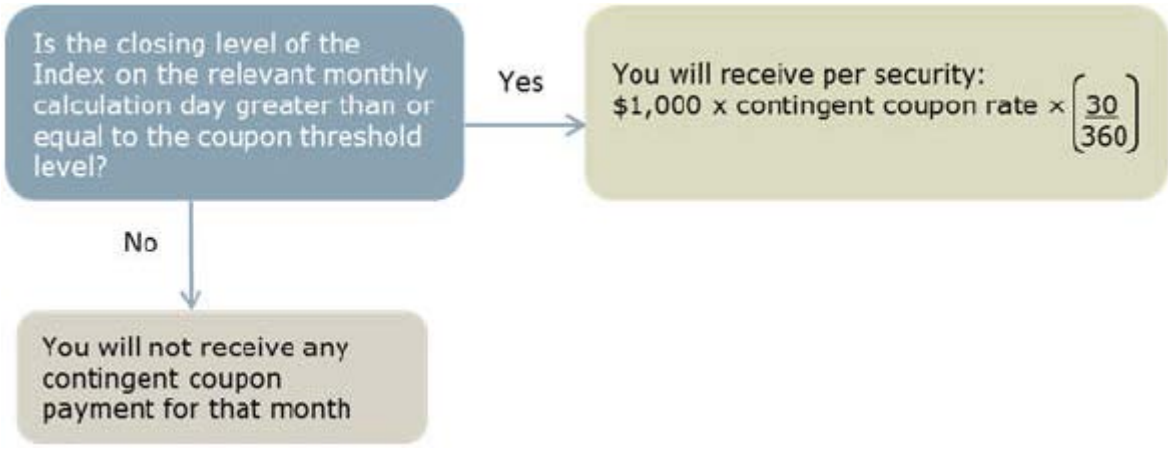 Is the closing level of the
Index on the relevant monthly
calculation day greater than or
equal to the coupon threshold
level?
Yes
You will receive per security:
$1,000 x contingent coupon rate × (30/360)
No
You will not receive any
contingent coupon
payment for that month